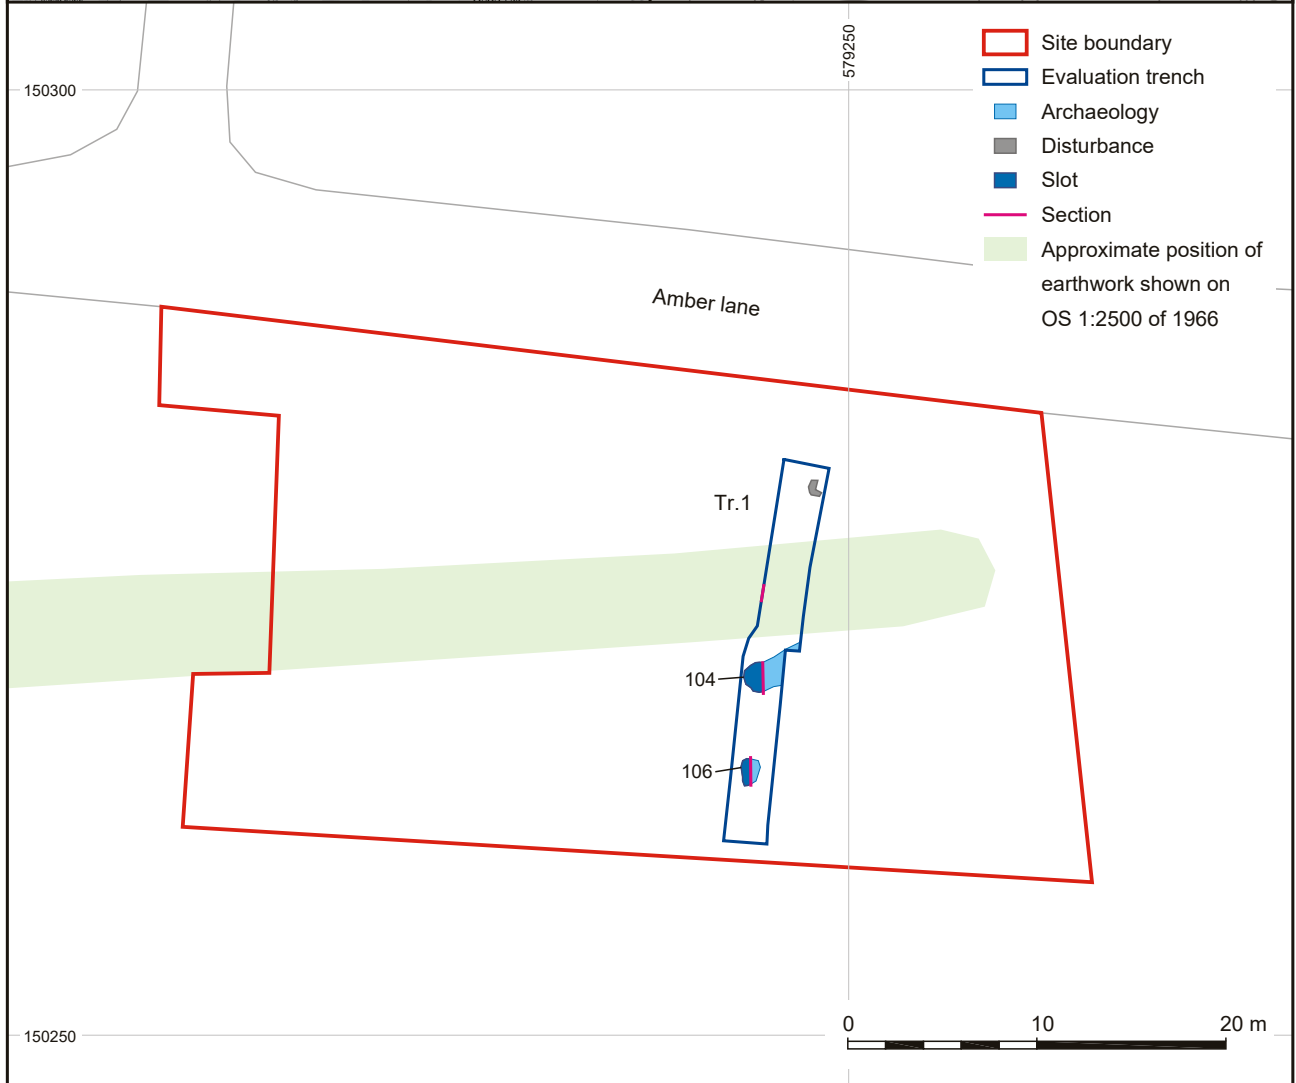 579250
150300
Site boundary
Evaluation trench
Archaeology
Disturbance
Slot
Section
Approximate position of
earthwork shown on
OS 1:2500 of 1966
Amber lane
Tr.1
104
106
150250
0 10 20 m